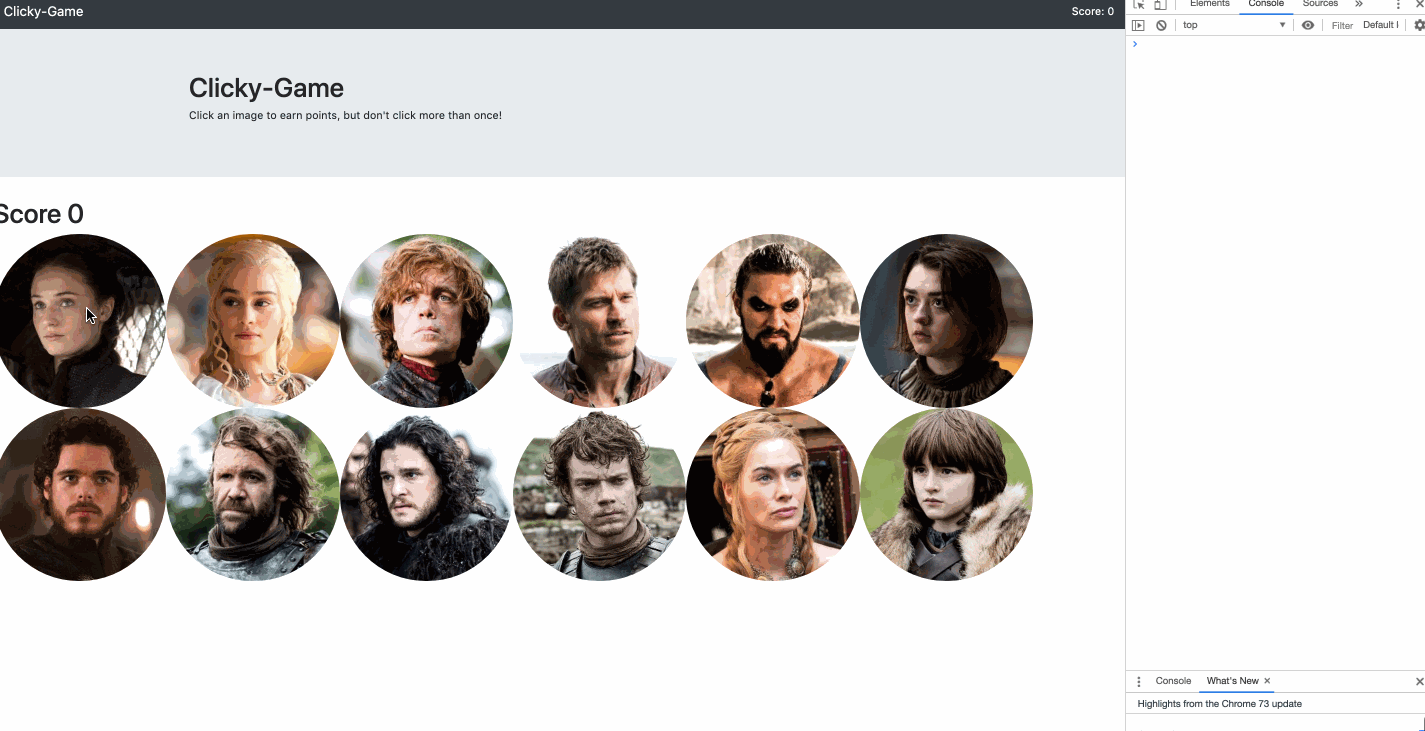 Clicky-Game
Score: 0
Elements Console Sources »
top ▼ Filter Default l
›
Clicky-Game
Click an image to earn points, but don't click more than once!
Score 0
Console What's New ×
Highlights from the Chrome 73 update